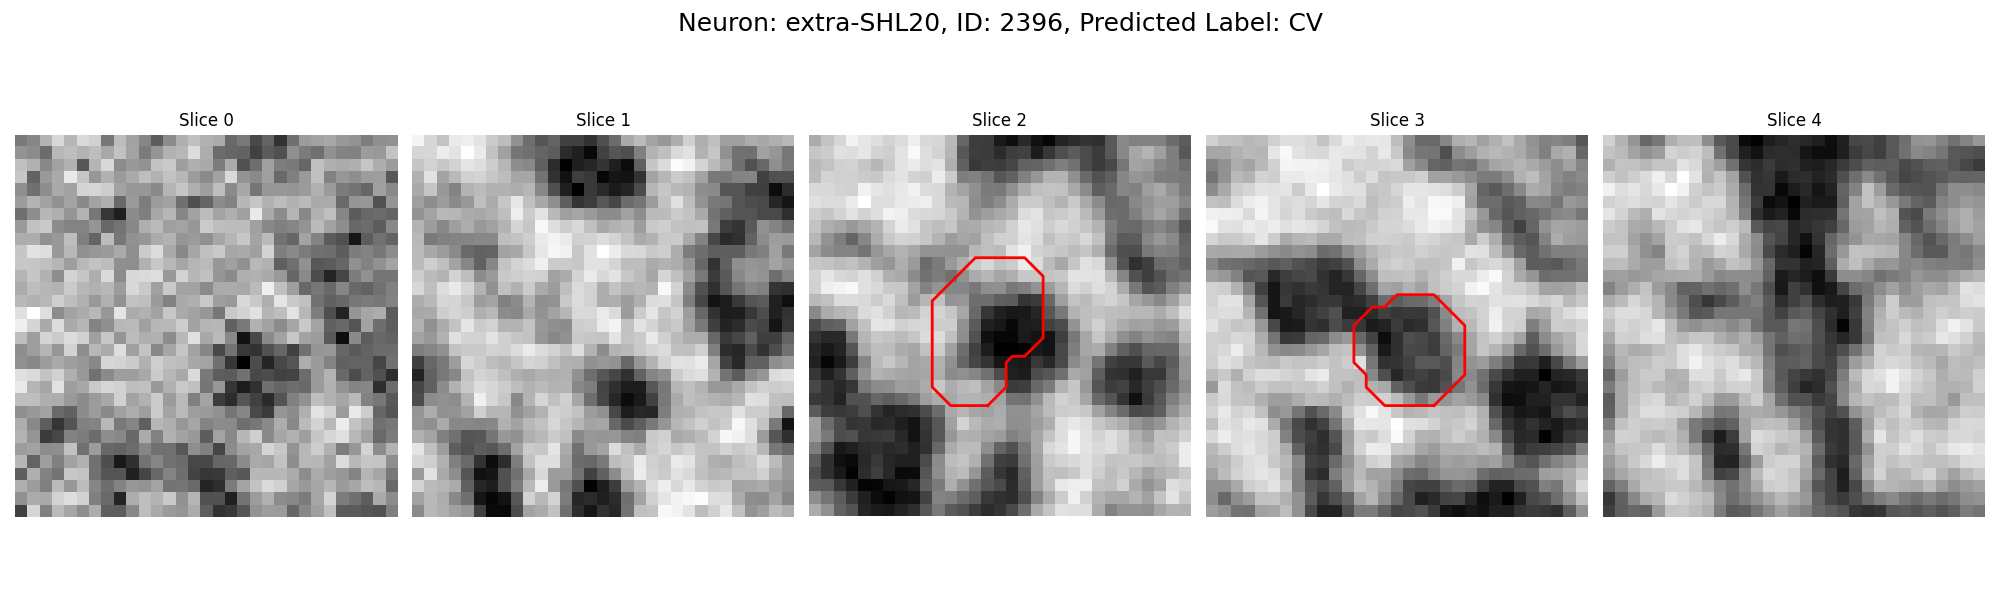 Neuron: extra-SHL20, ID: 2396, Predicted Label: CV
Slice 0
Slice 1
Slice 2
Slice 3
Slice 4